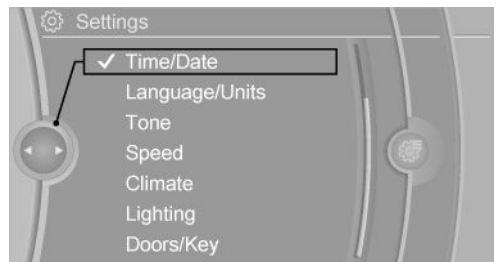 Settings
Time/Date
Language/Units
Tone
Speed
Climate
Lighting
Doors/Key